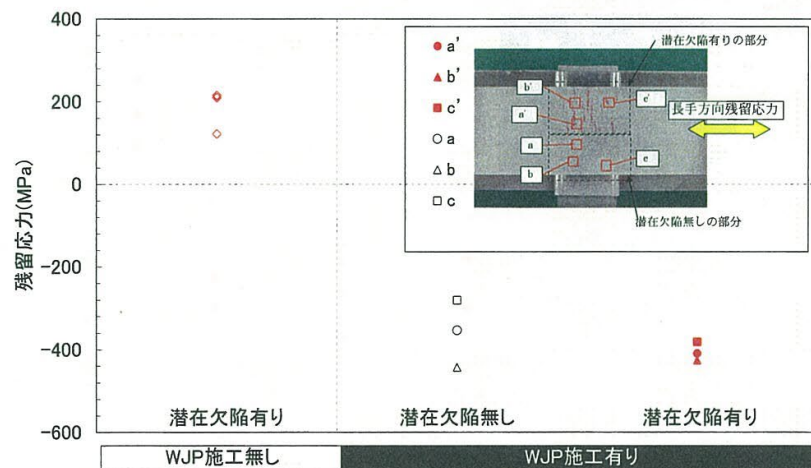 400
200
0
-200
-400
-600
残留応力(MPa)
a'
b'
c'
a
b
c
潜在欠陥有りの部分
b'
c'
a'
長手方向残留応力
a
b
c
潜在欠陥無しの部分
潜在欠陥有り
潜在欠陥無し
潜在欠陥有り
WJP施工無し
WJP施工有り